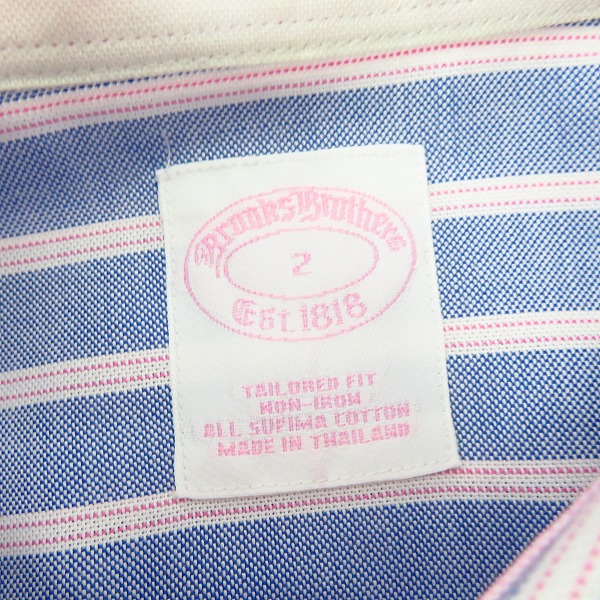 Brooks Brothers
2
Est. 1818
TAILORED FIT
NON-IRON
ALL SUPIMA COTTON
MADE IN THAILAND